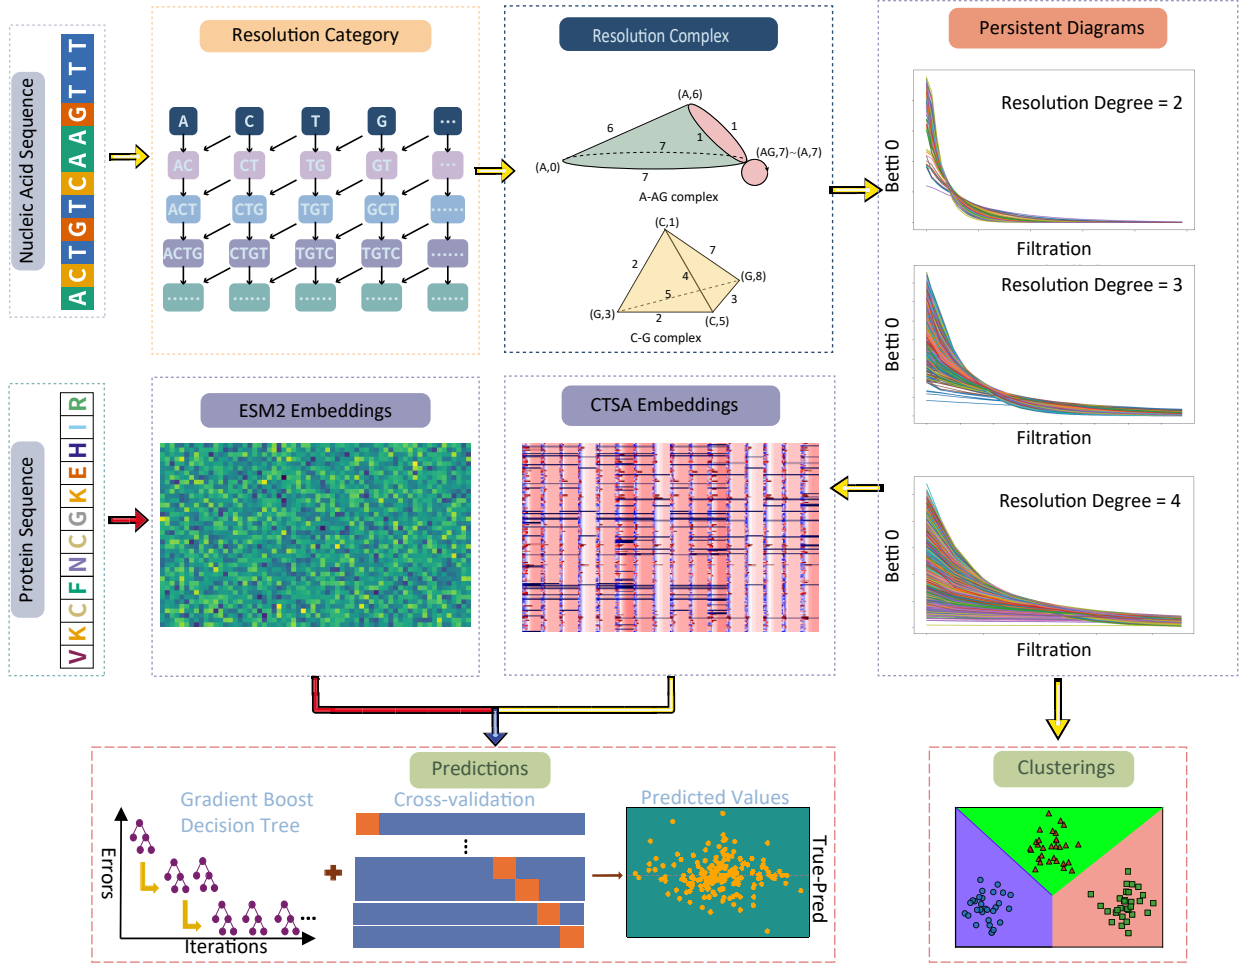 Nucleic Acid Sequence
A C T G T C A A G T T T
Resolution Category
A C T G ...
AC CT TG GT ...
ACT CTG TGT GCT ......
ACTG CTGT TGTC TGTC ......
...... ...... ...... ...... ......
Resolution Complex
(A,6)
6
1
1
7
(AG,7)~(A,7)
(A,0)
7
A-AG complex
(C,1)
2
7
4
(G,8)
5
3
(G,3)
2
(C,5)
C-G complex
Persistent Diagrams
Resolution Degree = 2
Betti 0
Filtration
Resolution Degree = 3
Betti 0
Filtration
Resolution Degree = 4
Betti 0
Filtration
Protein Sequence
V K C F N C G K E H I R
ESM2 Embeddings
CTSA Embeddings
Predictions
Gradient Boost
Decision Tree
Errors
Iterations
...
Cross-validation
Predicted Values
True-Pred
Clusterings